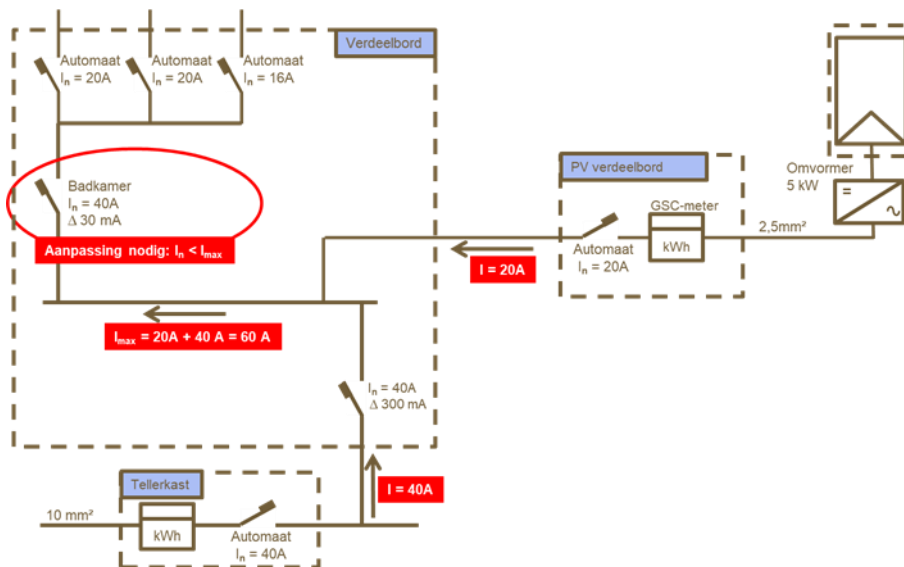 Verdeelbord
Automaat
Iₙ = 20A
Automaat
Iₙ = 20A
Automaat
Iₙ = 16A
Badkamer
Iₙ = 40A
Δ 30 mA
Aanpassing nodig: Iₙ < Iₘₐₓ
Iₘₐₓ = 20A + 40 A = 60 A
Iₙ = 40A
Δ 300 mA
I = 20A
PV verdeelbord
GSC-meter
kWh
Automaat
Iₙ = 20A
2,5mm²
Omvormer
5 kW
=
∿
I = 40A
Tellerkast
10 mm²
kWh
Automaat
Iₙ = 40A